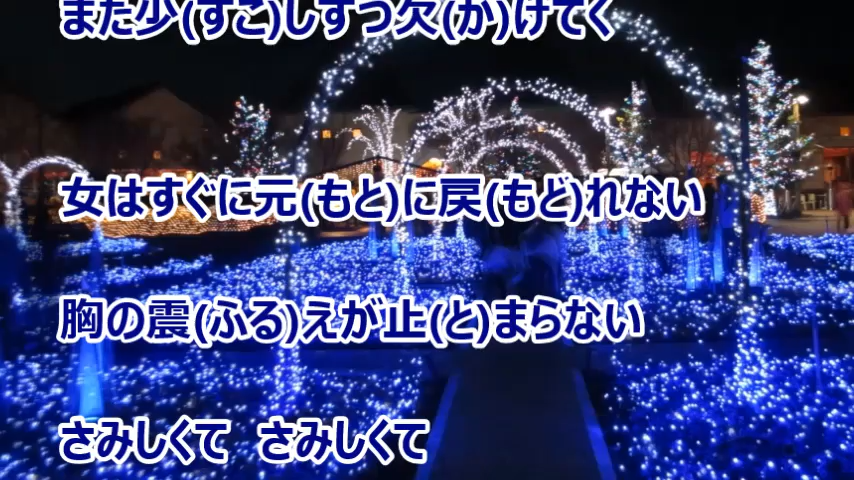 また少(すこ)しずつ欠(か)けてく
女はすぐに元(もと)に戻(もど)れない
胸の震(ふる)えが止(と)まらない
さみしくて　さみしくて